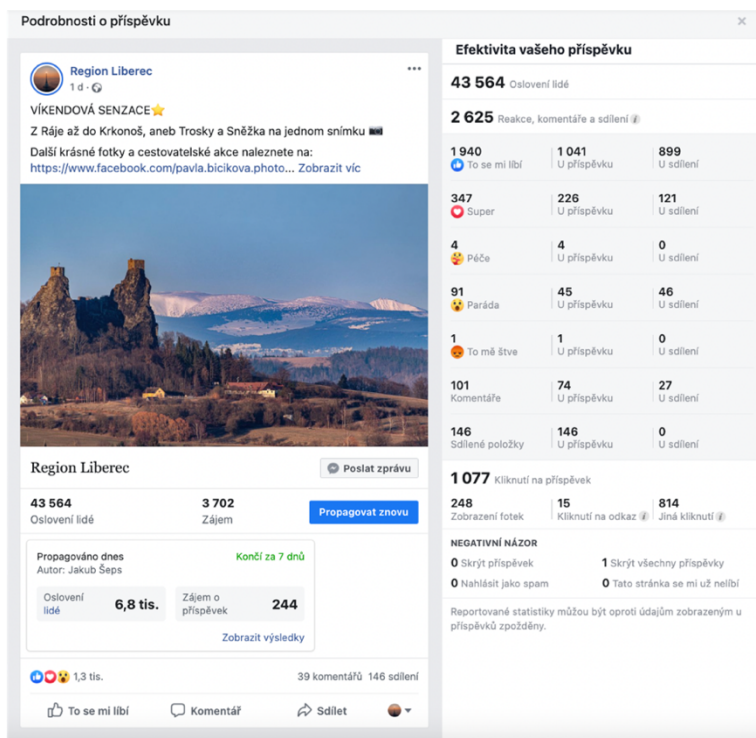 Podrobnosti o příspěvku
Region Liberec
1 d
VÍKENDOVÁ SENZACE
Z Ráje až do Krkonoš, aneb Trosky a Sněžka na jednom snímku
Další krásné fotky a cestovatelské akce naleznete na:
https://www.facebook.com/pavla.bicikova.photo... Zobrazit víc
Region Liberec
Poslat zprávu
43 564 3 702
Oslovení lidé Zájem
Propagovat znovu
Propagováno dnes Končí za 7 dnů
Autor: Jakub Šeps
Oslovení lidé 6,8 tis.
Zájem o příspěvek 244
Zobrazit výsledky
1,3 tis. 39 komentářů 146 sdílení
To se mi líbí Komentář Sdílet
Efektivita vašeho příspěvku
43 564 Oslovení lidé
2 625 Reakce, komentáře a sdílení
1 940 1 041 899
To se mi líbí U příspěvku U sdílení
347 226 121
Super U příspěvku U sdílení
4 4 0
Péče U příspěvku U sdílení
91 45 46
Paráda U příspěvku U sdílení
1 1 0
To mě štve U příspěvku U sdílení
101 74 27
Komentáře U příspěvku U sdílení
146 146 0
Sdílené položky U příspěvku U sdílení
1 077 Kliknutí na příspěvek
248 15 814
Zobrazení fotek Kliknutí na odkaz Jiná kliknutí
NEGATIVNÍ NÁZOR
0 Skrýt příspěvek 1 Skrýt všechny příspěvky
0 Nahlásit jako spam 0 Tato stránka se mi už nelíbí
Reportované statistiky můžou být oproti údajům zobrazeným u
příspěvků zpožděny.